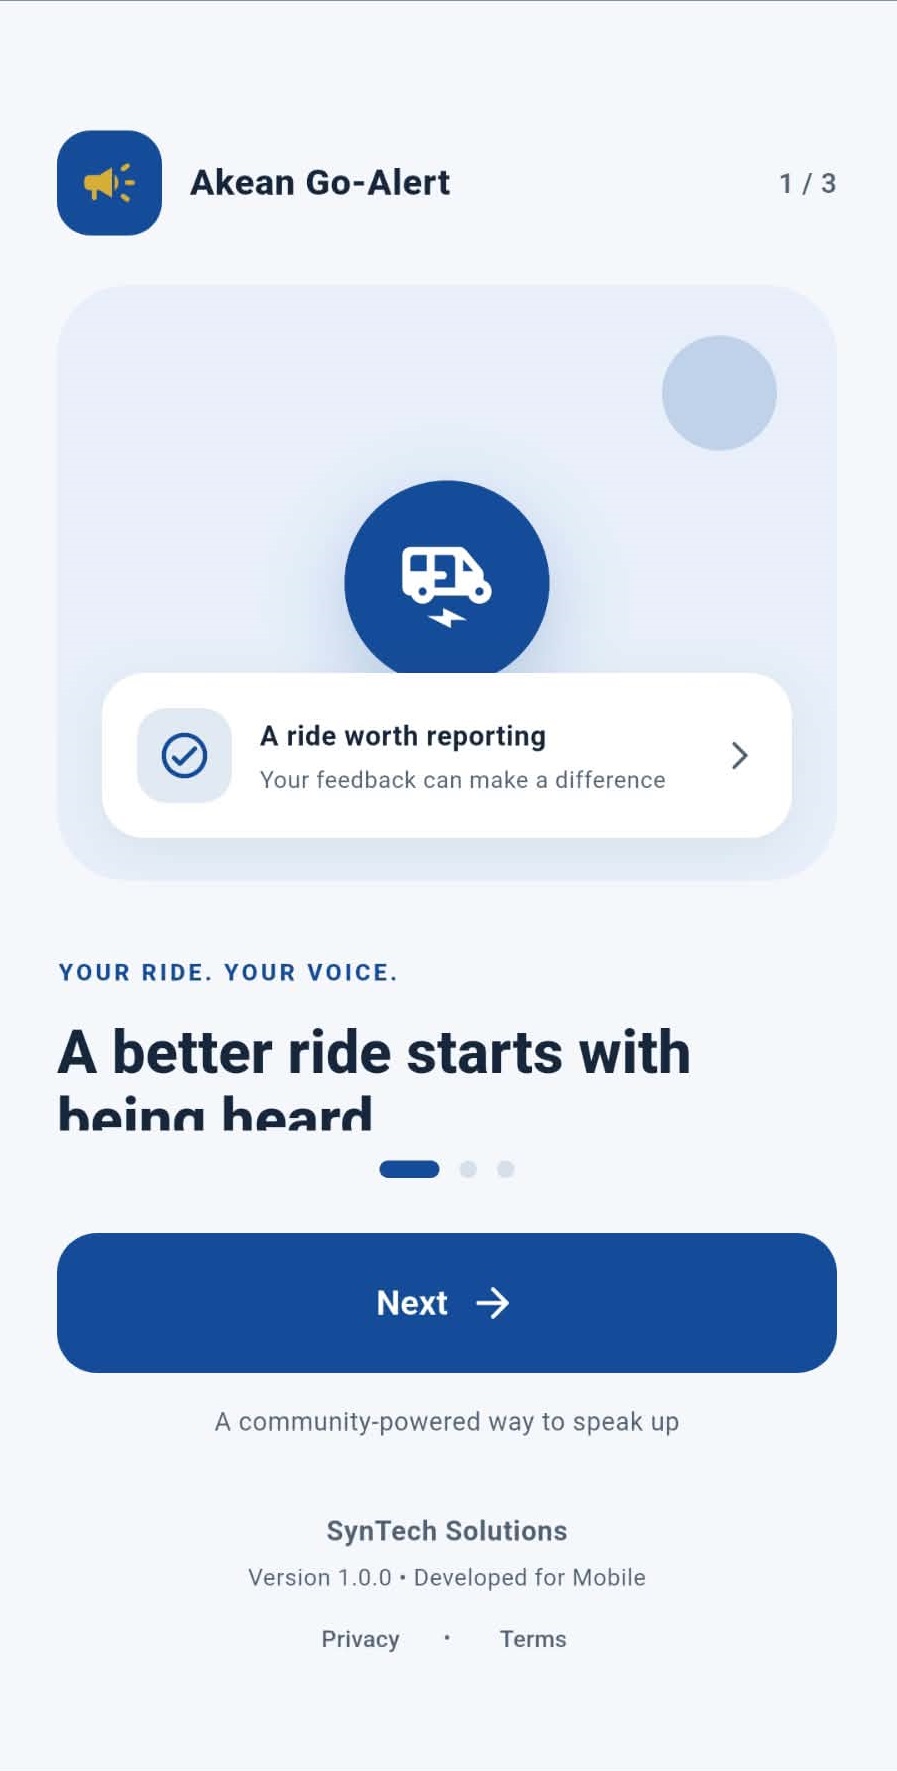 Akean Go-Alert
1 / 3
A ride worth reporting
Your feedback can make a difference
YOUR RIDE. YOUR VOICE.
A better ride starts with
being heard
Next
A community-powered way to speak up
SynTech Solutions
Version 1.0.0 • Developed for Mobile
Privacy • Terms